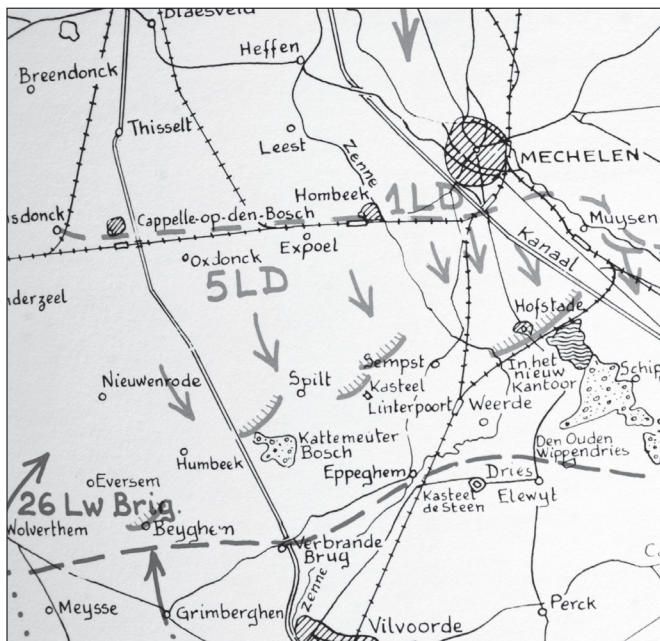 Blaesveld
Heffen
Breendonck
Thisselt
Leest
Zenne
MECHELEN
Hombeek
1LD
Cappelle-op-den-Bosch
Muysen
Expoel
Kanaal
Oxdonck
5LD
Hofstade
Sempst
In het
nieuw
Kantoor
Nieuwenrode
Spilt
Kasteel
Linterpoort
Weerde
Kattemeuter
Bosch
Den Ouden
Wippendries
Humbeek
Eppeghem
Dries
Eversem
26 Lw Brig.
Kasteel
de Steen
Elewyt
Wolverthem
Beyghem
Verbrande
Brug
Zenne
Meysse
Grimberghen
Perck
Vilvoorde